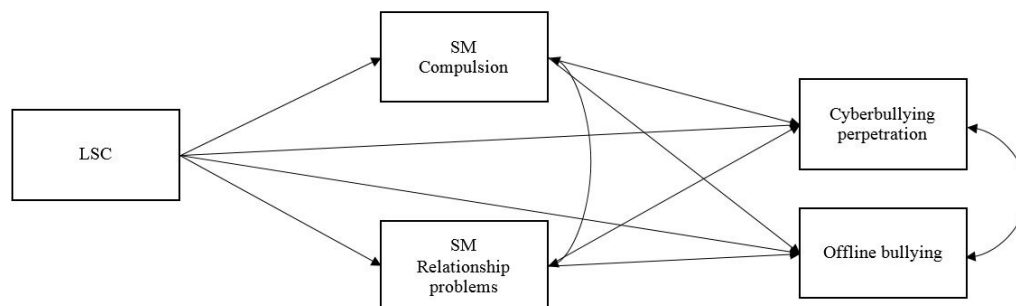 LSC
SM
Compulsion
SM
Relationship
problems
Cyberbullying
perpetration
Offline bullying